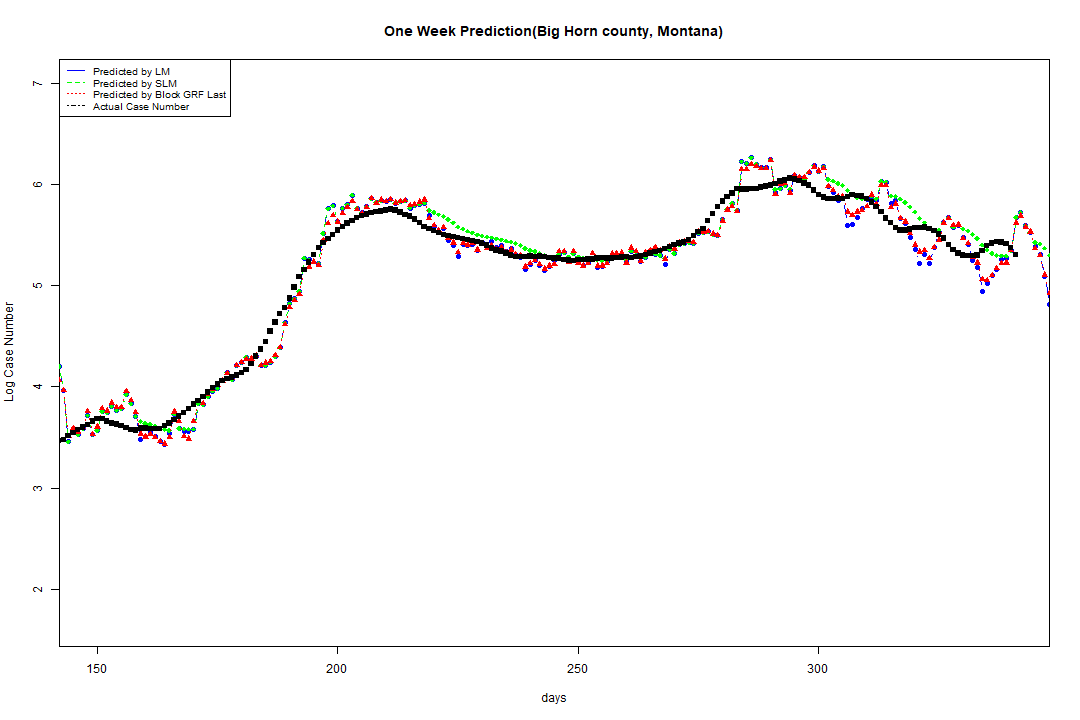 One Week Prediction(Big Horn county, Montana)
Predicted by LM
Predicted by SLM
Predicted by Block GRF Last
Actual Case Number
7
6
5
4
3
2
Log Case Number
150 200 250 300
days